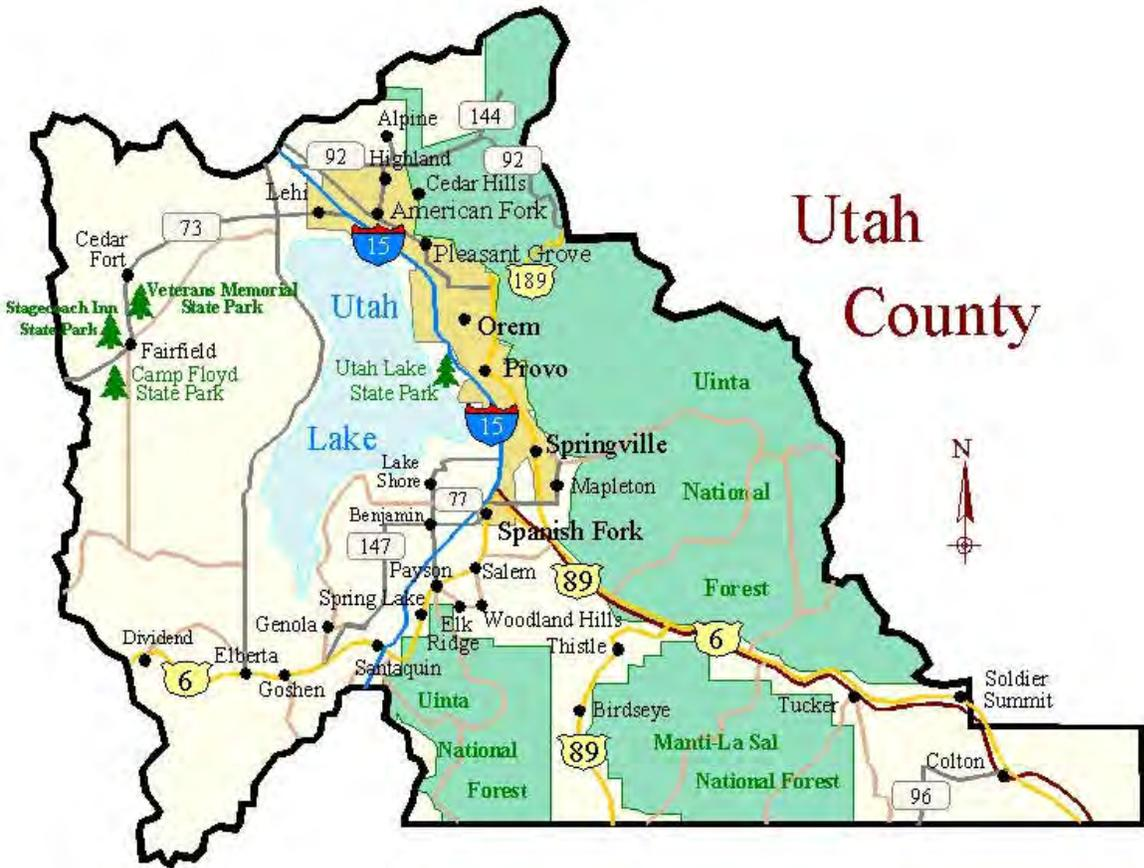 Utah
County
Alpine
144
92
Highland
92
Lehi
Cedar Hills
American Fork
73
15
Pleasant Grove
Cedar
Fort
189
Veterans Memorial
State Park
Stagecoach Inn
State Park
Utah
Orem
Fairfield
Camp Floyd
State Park
Utah Lake
State Park
Provo
Uinta
15
Lake
Springville
N
Lake
Shore
Mapleton
National
77
Benjamin
Spanish Fork
147
Payson
Salem
89
Forest
Spring Lake
Woodland Hills
Elk
Ridge
Genola
Thistle
6
Dividend
Elberta
Santaquin
6
Goshen
Soldier
Summit
Uinta
Birdseye
Tucker
National
89
Manti-La Sal
Colton
Forest
National Forest
96